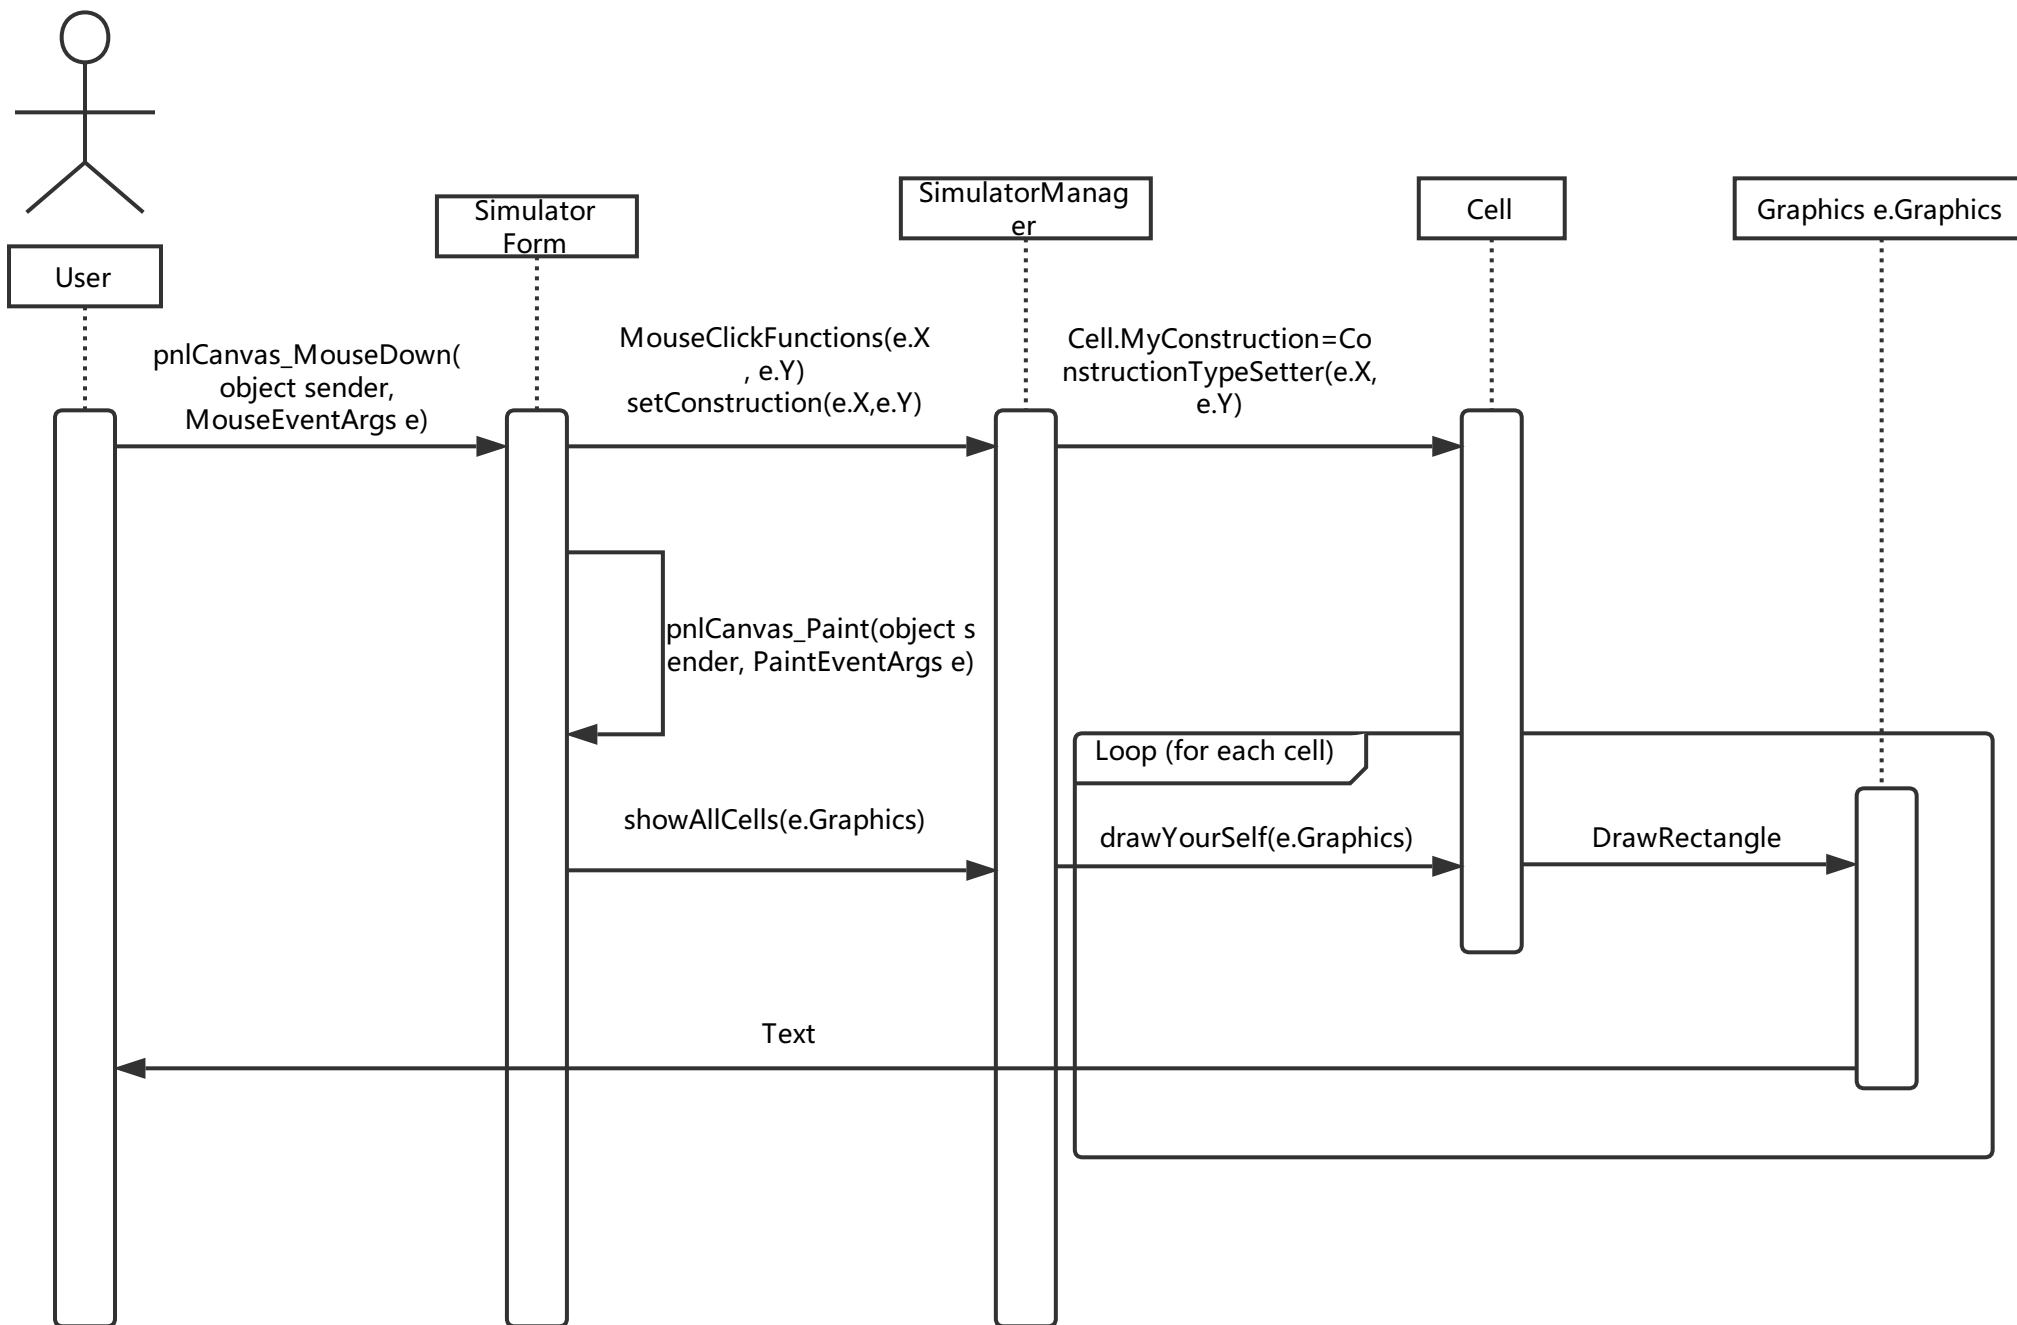 User
Simulator
Form
SimulatorManag
er
Cell
Graphics e.Graphics
pnlCanvas_MouseDown(
object sender,
MouseEventArgs e)
MouseClickFunctions(e.X
, e.Y)
setConstruction(e.X,e.Y)
Cell.MyConstruction=Co
nstructionTypeSetter(e.X,
e.Y)
pnlCanvas_Paint(object s
ender, PaintEventArgs e)
Loop (for each cell)
showAllCells(e.Graphics)
drawYourSelf(e.Graphics)
DrawRectangle
Text